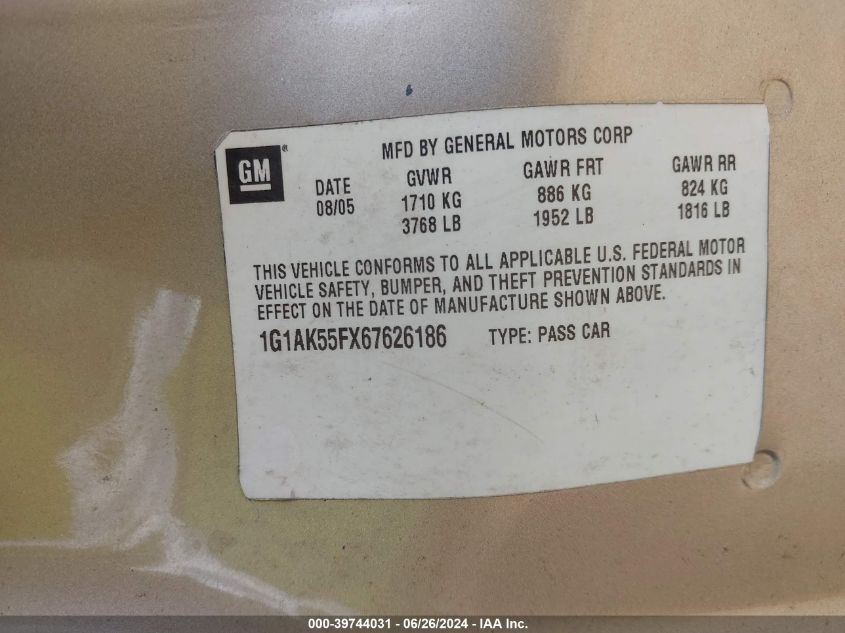 MFD BY GENERAL MOTORS CORP
GM®
DATE GVWR GAWR FRT GAWR RR
08/05 1710 KG 886 KG 824 KG
3768 LB 1952 LB 1816 LB
THIS VEHICLE CONFORMS TO ALL APPLICABLE U.S. FEDERAL MOTOR
VEHICLE SAFETY, BUMPER, AND THEFT PREVENTION STANDARDS IN
EFFECT ON THE DATE OF MANUFACTURE SHOWN ABOVE.
1G1AK55FX67626186 TYPE: PASS CAR
000-39744031 - 06/26/2024 - IAA Inc.